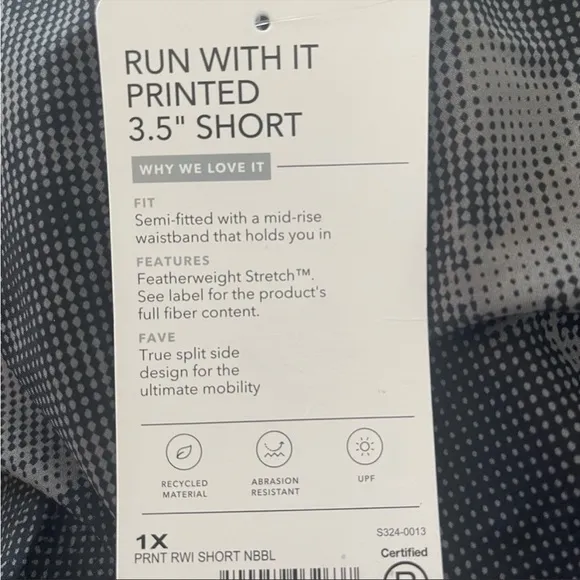 RUN WITH IT
PRINTED
3.5" SHORT
WHY WE LOVE IT
FIT
Semi-fitted with a mid-rise
waistband that holds you in
FEATURES
Featherweight Stretch™.
See label for the product's
full fiber content.
FAVE
True split side
design for the
ultimate mobility
RECYCLED
MATERIAL
ABRASION
RESISTANT
UPF
1X
S324-0013
PRNT RWI SHORT NBBL
Certified